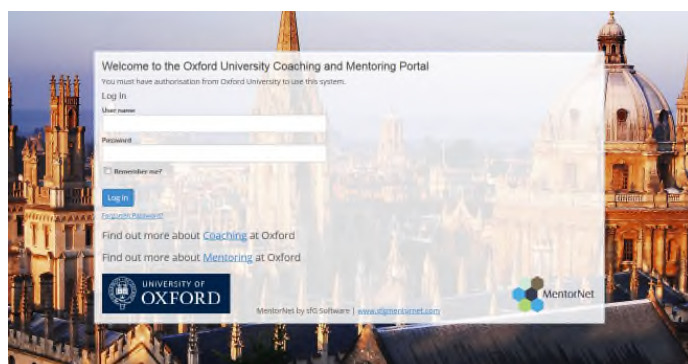 Welcome to the Oxford University Coaching and Mentoring Portal
You must have authorisation from Oxford University to use this system.
Log In
User name
Password
Remember me?
Log in
Forgotten Password?
Find out more about Coaching at Oxford
Find out more about Mentoring at Oxford
UNIVERSITY OF
OXFORD
MentorNet
MentorNet by sfG Software | www.sfgmentornet.com